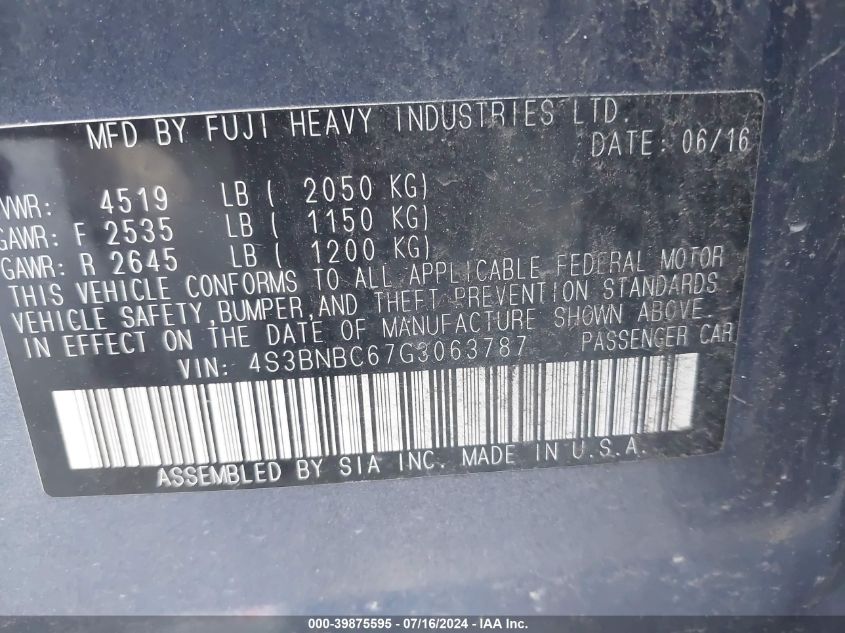 MFD BY FUJI HEAVY INDUSTRIES LTD.
DATE: 06/16
VWR: 4519 LB ( 2050 KG)
GAWR: F 2535 LB ( 1150 KG)
GAWR: R 2645 LB ( 1200 KG)
THIS VEHICLE CONFORMS TO ALL APPLICABLE FEDERAL MOTOR
VEHICLE SAFETY,BUMPER,AND THEFT PREVENTION STANDARDS
IN EFFECT ON THE DATE OF MANUFACTURE SHOWN ABOVE.
VIN: 4S3BNBC67G3063787 PASSENGER CAR
ASSEMBLED BY SIA INC. MADE IN U.S.A.
000-39875595 - 07/16/2024 - IAA Inc.